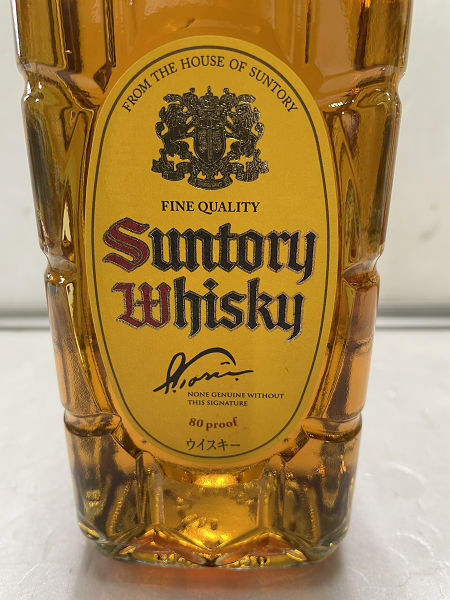 FROM THE HOUSE OF SUNTORY
FINE QUALITY
Suntory
Whisky
NONE GENUINE WITHOUT
THIS SIGNATURE
80 proof
ウイスキー